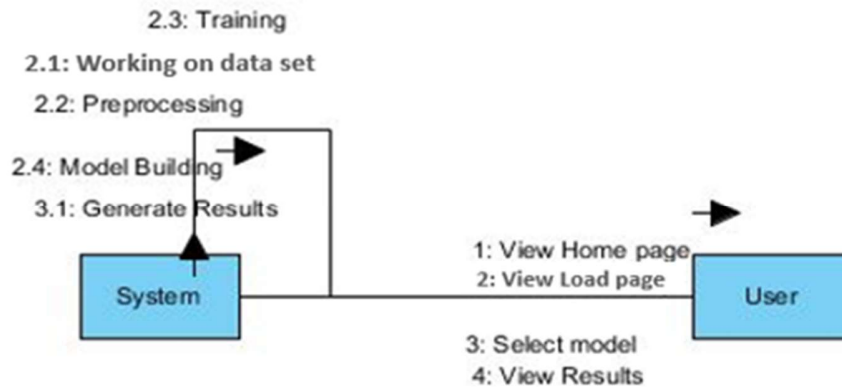 2.3: Training
2.1: Working on data set
2.2: Preprocessing
2.4: Model Building
3.1: Generate Results
1: View Home page
2: View Load page
System
User
3: Select model
4: View Results